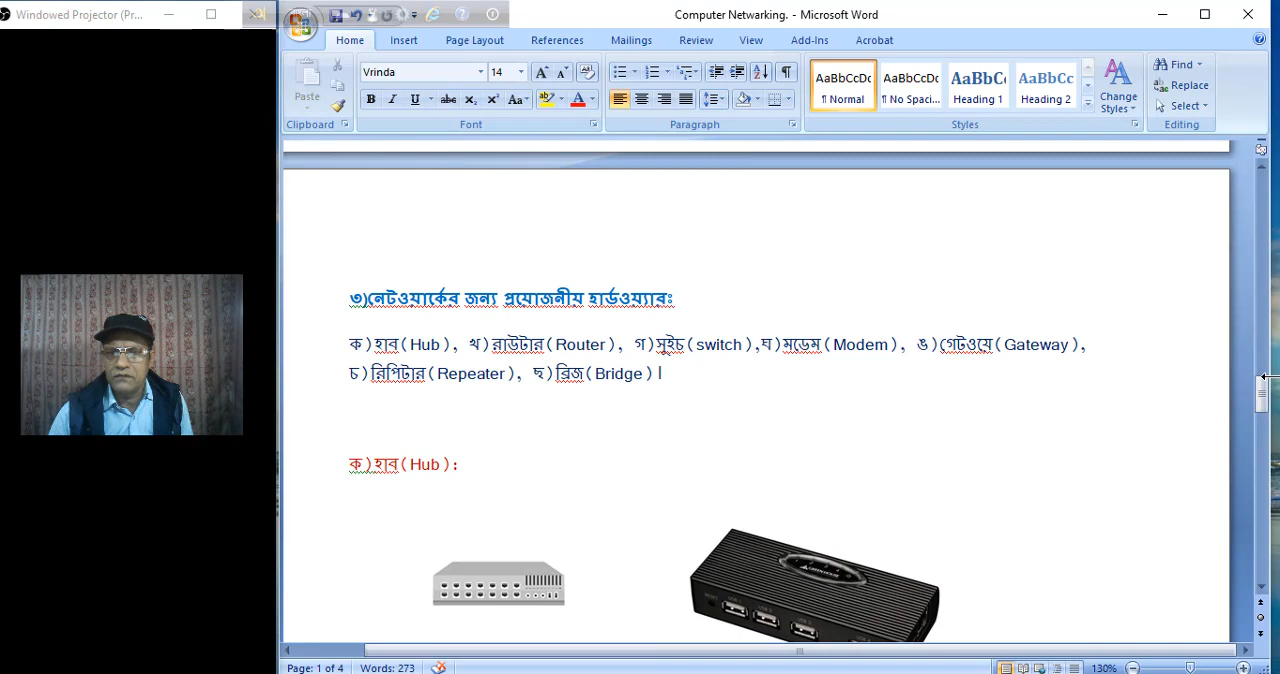 Windowed Projector (Pr...
Computer Netwarking. - Microsoft Word
Home Insert Page Layout References Mailings Review View Add-Ins Acrobat
Paste
Clipboard
Vrinda 14
Font
Paragraph
AaBbCcDc AaBbCcDc AaBbC AaBbCc
¶ Normal ¶ No Spaci... Heading 1 Heading 2
Change Styles
Styles
Find
Replace
Select
Editing
৩)নেটওয়ার্কের জন্য প্রয়োজনীয় হার্ডওয়্যারঃ
ক)হাব(Hub), খ)রাউটার(Router), গ)সুইচ(switch),ঘ)মডেম(Modem), ঙ)গেটওয়ে(Gateway),
চ)রিপিটার(Repeater), ছ)ব্রিজ(Bridge)।
ক)হাব(Hub):
Page: 1 of 4 Words: 273 130%